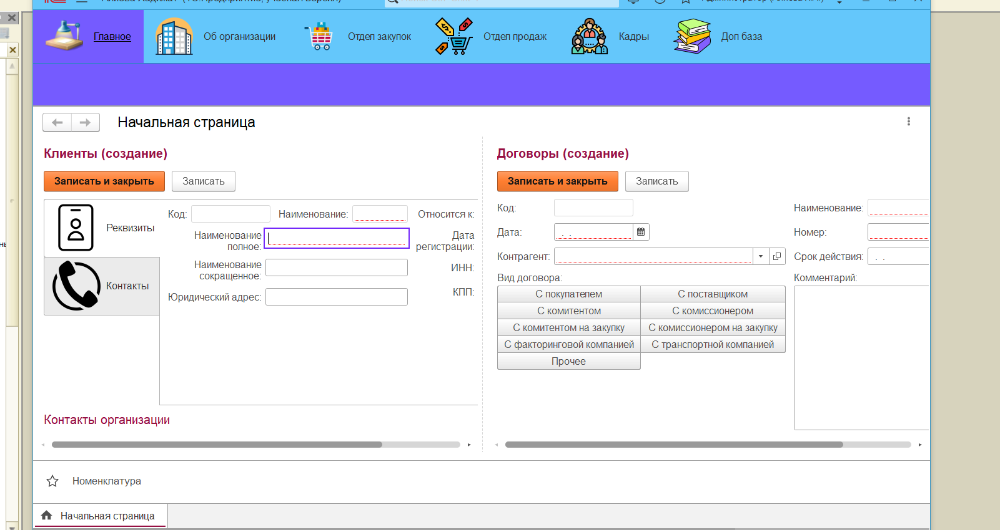 Главное
Об организации
Отдел закупок
Отдел продаж
Кадры
Доп база
Начальная страница
Клиенты (создание)
Договоры (создание)
Записать и закрыть
Записать
Записать и закрыть
Записать
Реквизиты
Контакты
Код:
Наименование:
Относится к:
Наименование
полное:
Дата
регистрации:
Наименование
сокращенное:
ИНН:
Юридический адрес:
КПП:
Код:
Наименование:
Дата:
. .
Номер:
Контрагент:
Срок действия:
. .
Вид договора:
Комментарий:
С покупателем
С поставщиком
С комитентом
С комиссионером
С комитентом на закупку
С комиссионером на закупку
С факторинговой компанией
С транспортной компанией
Прочее
Контакты организации
Номенклатура
Начальная страница